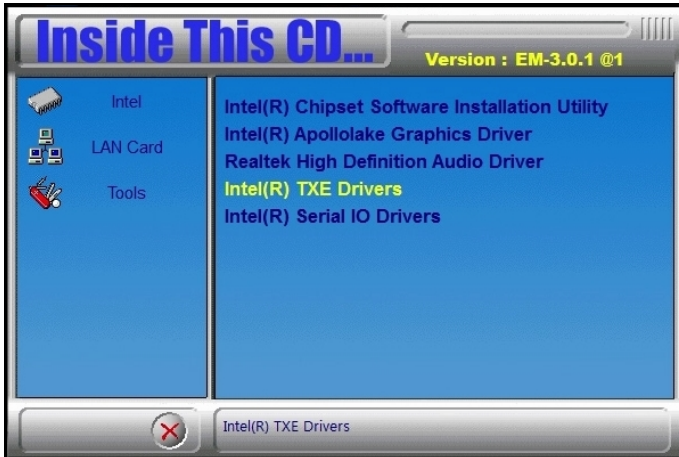 Inside This CD...
Version : EM-3.0.1 @1
Intel
LAN Card
Tools
Intel(R) Chipset Software Installation Utility
Intel(R) Apollolake Graphics Driver
Realtek High Definition Audio Driver
Intel(R) TXE Drivers
Intel(R) Serial IO Drivers
Intel(R) TXE Drivers